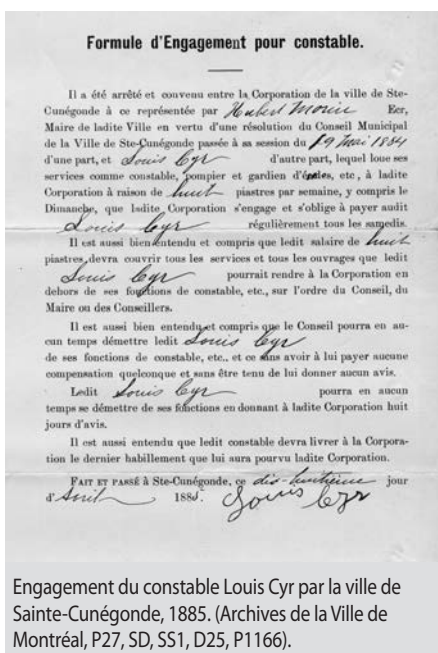 Formule d'Engagement pour constable.
Il a été arrêté et convenu entre la Corporation de la ville de Ste-
Cunégonde à ce représentée par Hubert Morin Ecr,
Maire de ladite Ville en vertu d'une résolution du Conseil Municipal
de la Ville de Ste-Cunégonde passée à sa session du 19 Mai 1884
d'une part, et Louis Cyr d'autre part, lequel loue ses
services comme constable, pompier et gardien d'écoles, etc, à ladite
Corporation à raison de huit piastres par semaine, y compris le
Dimanche, que ladite Corporation s'engage et s'oblige à payer audit
Louis Cyr régulièrement tous les samedis.
Il est aussi bien entendu et compris que ledit salaire de huit
piastres devra couvrir tous les services et tous les ouvrages que ledit
Louis Cyr pourrait rendre à la Corporation en
dehors de ses fonctions de constable, etc., sur l'ordre du Conseil, du
Maire ou des Conseillers.
Il est aussi bien entendu et compris que le Conseil pourra en au-
cun temps démettre ledit Louis Cyr
de ses fonctions de constable, etc., et ce sans avoir à lui payer aucune
compensation quelconque et sans être tenu de lui donner aucun avis.
Ledit Louis Cyr pourra en aucun
temps se démettre de ses fonctions en donnant à ladite Corporation huit
jours d'avis.
Il est aussi entendu que ledit constable devra livrer à la Corpora-
tion le dernier habillement que lui aura pourvu ladite Corporation.
FAIT ET PASSÉ à Ste-Cunégonde, ce dix-huitième jour
d'Avril 1885.
Louis Cyr
Engagement du constable Louis Cyr par la ville de
Sainte-Cunégonde, 1885. (Archives de la Ville de
Montréal, P27, SD, SS1, D25, P1166).